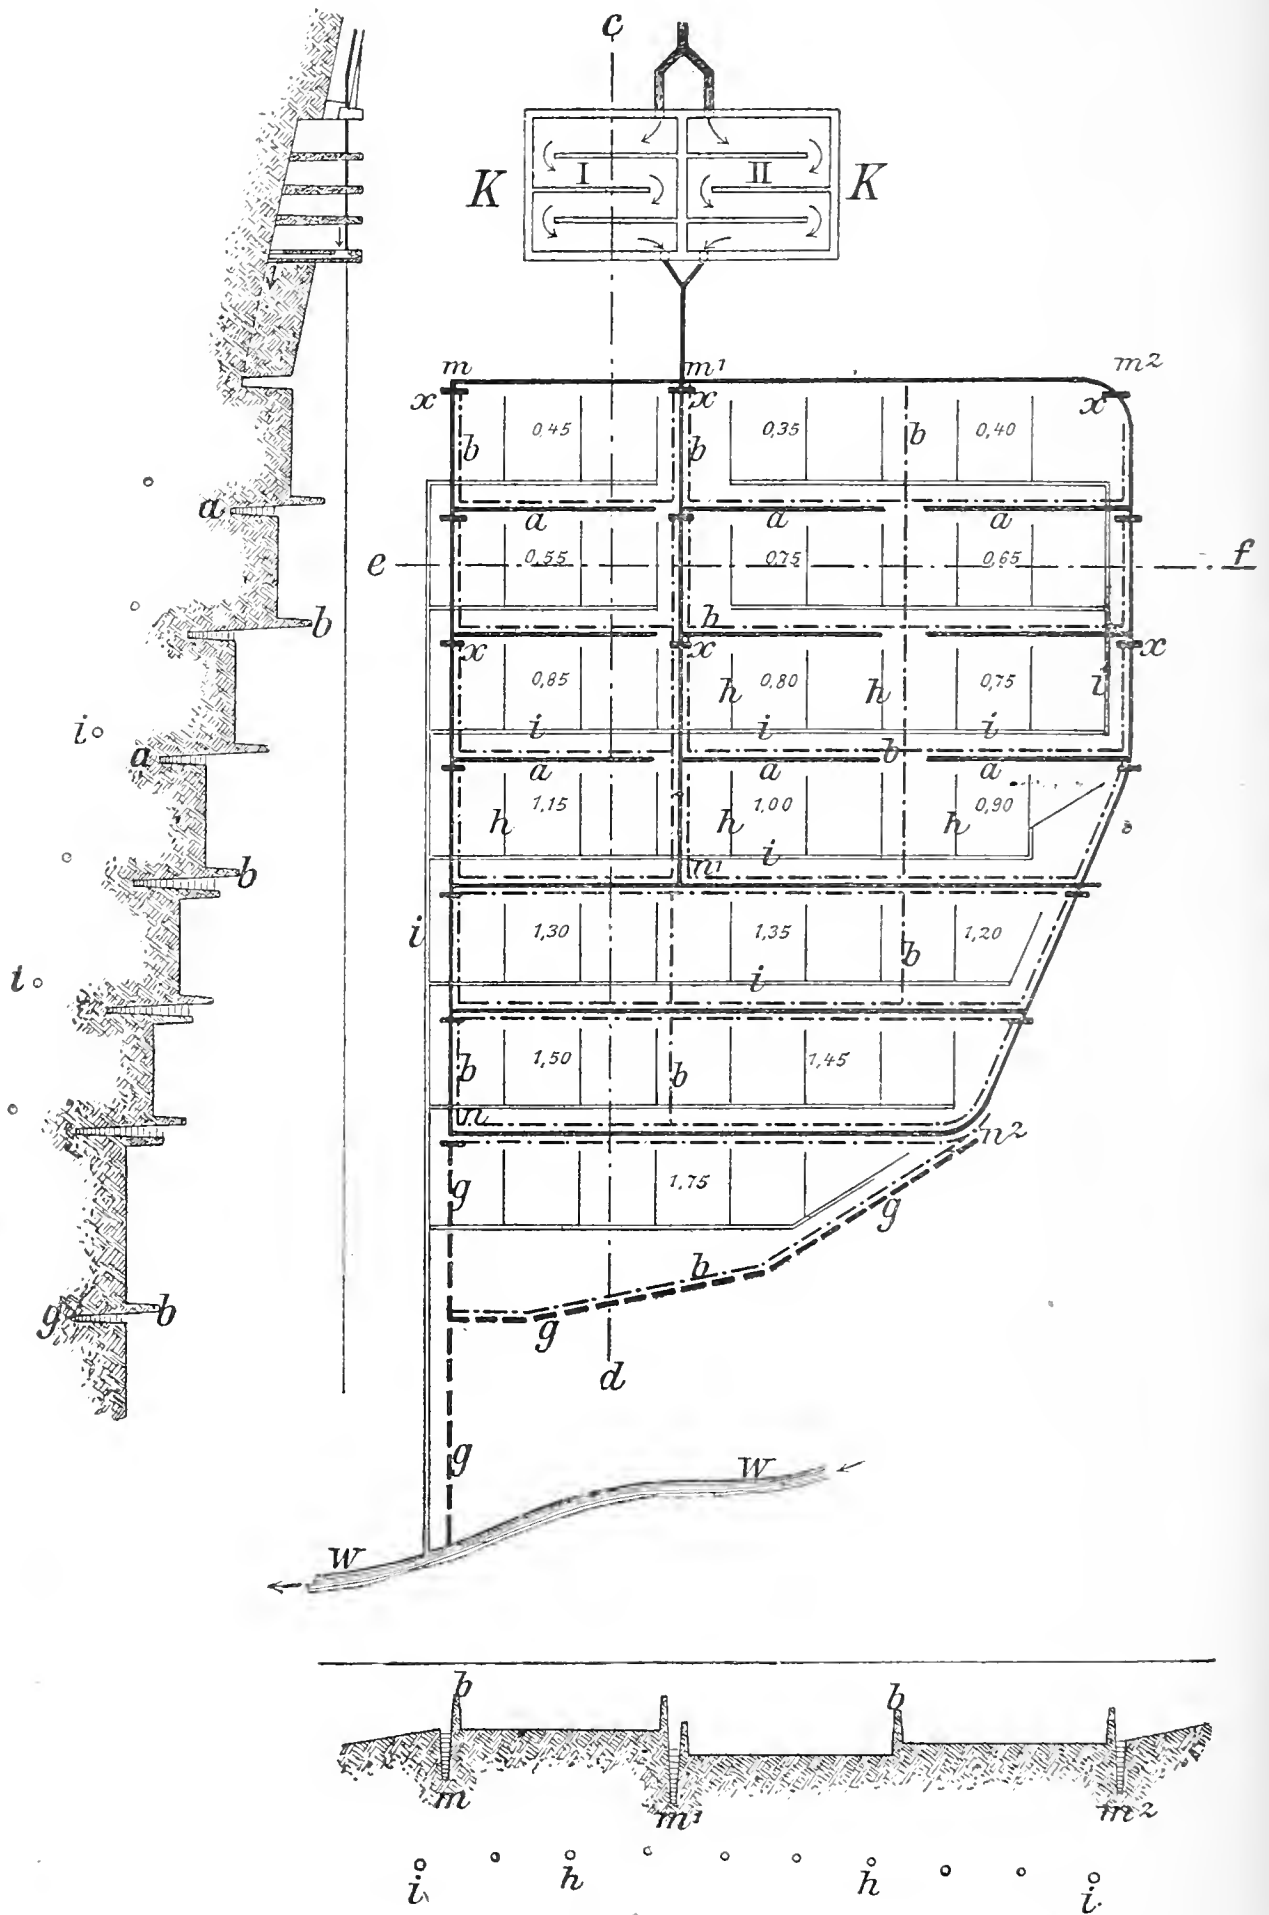 c
K I II K
m m1 m2
x x x
b 0,45 b 0,35 b 0,40
a a a a
e 0,55 0,75 0,65 f
b b
x x x
0,85 h 0,80 h 0,75 i
i i i i
a b
a a a
1,15 1,00 0,90
h h h
b n1 i
i 1,30 1,35 b 1,20
i i
1,50 1,45
b b
n n2
g 1,75 g
b
g b g
d
g
W
W
b b
m m1 m2
i h h i